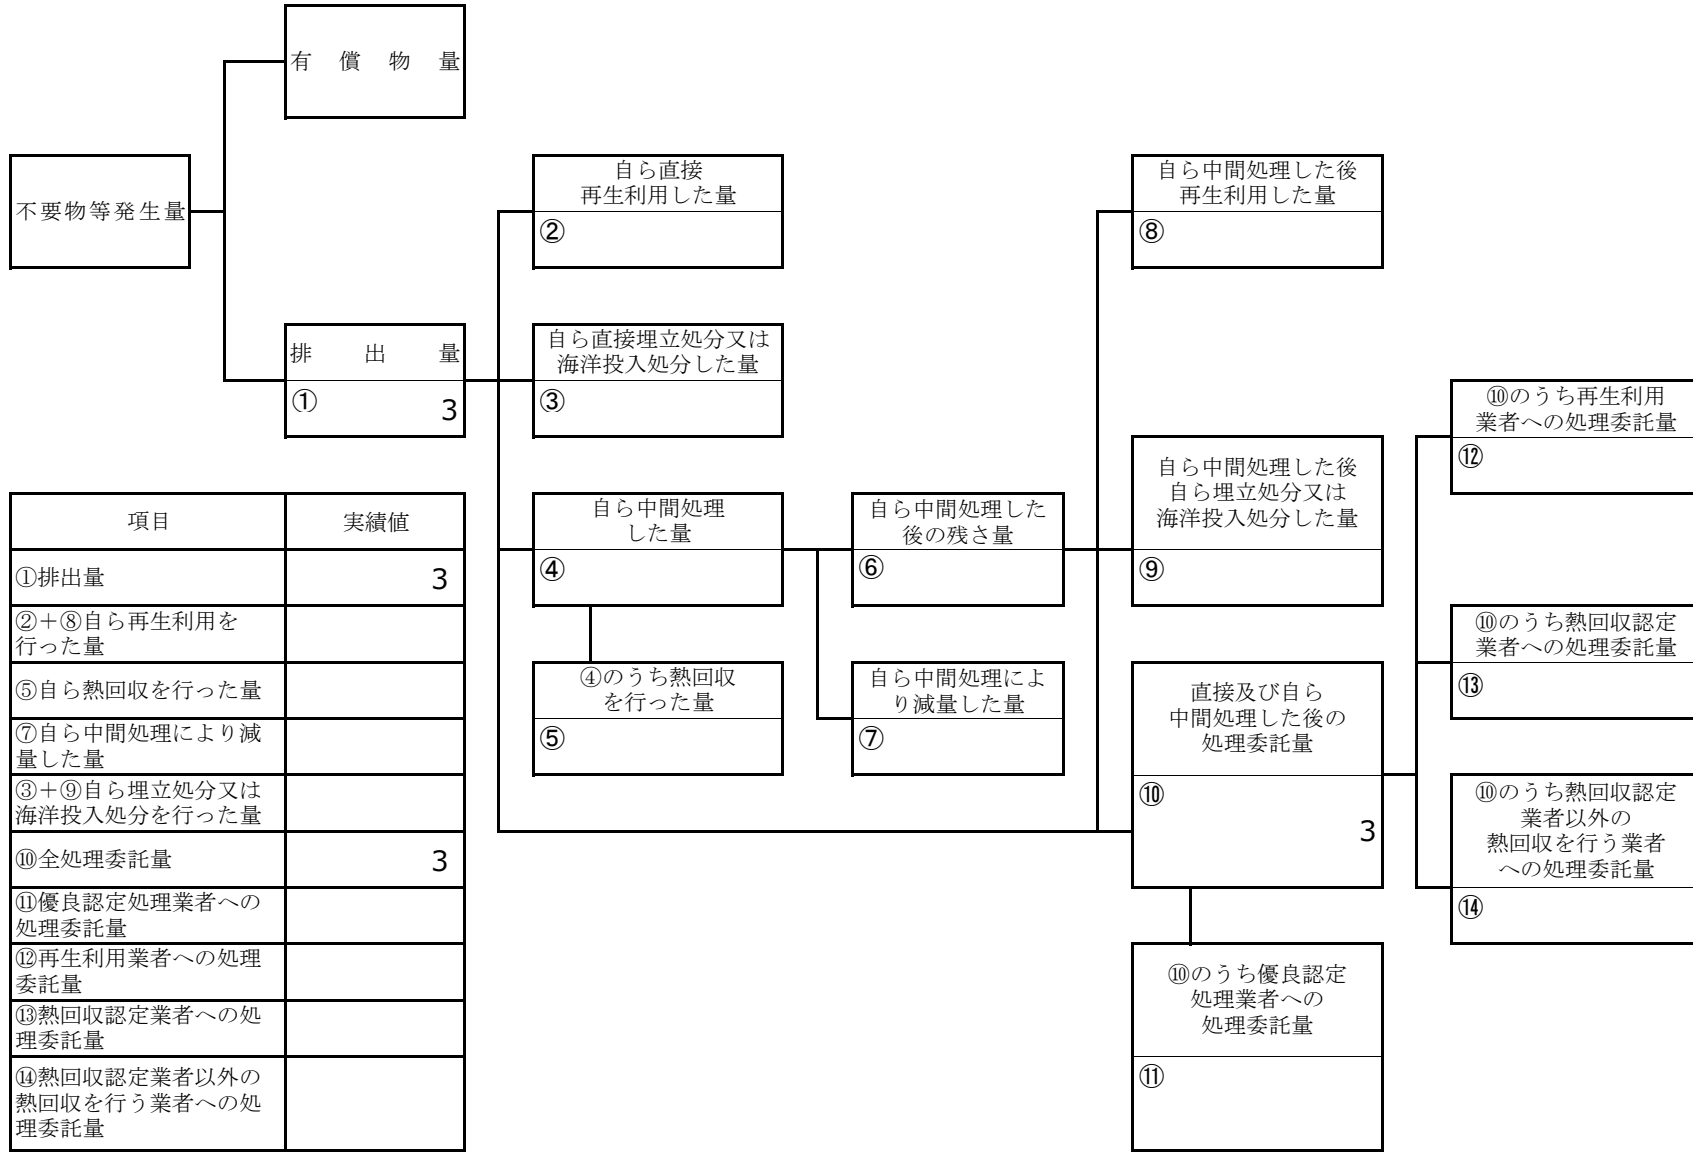 有償物量
不要物等発生量
自ら直接
再生利用した量
②
自ら中間処理した後
再生利用した量
⑧
排出量
① 3
自ら直接埋立処分又は
海洋投入処分した量
③
⑩のうち再生利用
業者への処理委託量
⑫
自ら中間処理
した量
④
自ら中間処理した
後の残さ量
⑥
自ら中間処理した後
自ら埋立処分又は
海洋投入処分した量
⑨
⑩のうち熱回収認定
業者への処理委託量
⑬
④のうち熱回収
を行った量
⑤
自ら中間処理によ
り減量した量
⑦
直接及び自ら
中間処理した後の
処理委託量
⑩
3
⑩のうち熱回収認定
業者以外の
熱回収を行う業者
への処理委託量
⑭
⑩のうち優良認定
処理業者への
処理委託量
⑪
項目 実績値
①排出量 3
②＋⑧自ら再生利用を
行った量
⑤自ら熱回収を行った量
⑦自ら中間処理により減
量した量
③＋⑨自ら埋立処分又は
海洋投入処分を行った量
⑩全処理委託量 3
⑪優良認定処理業者への
処理委託量
⑫再生利用業者への処理
委託量
⑬熱回収認定業者への処
理委託量
⑭熱回収認定業者以外の
熱回収を行う業者への処
理委託量